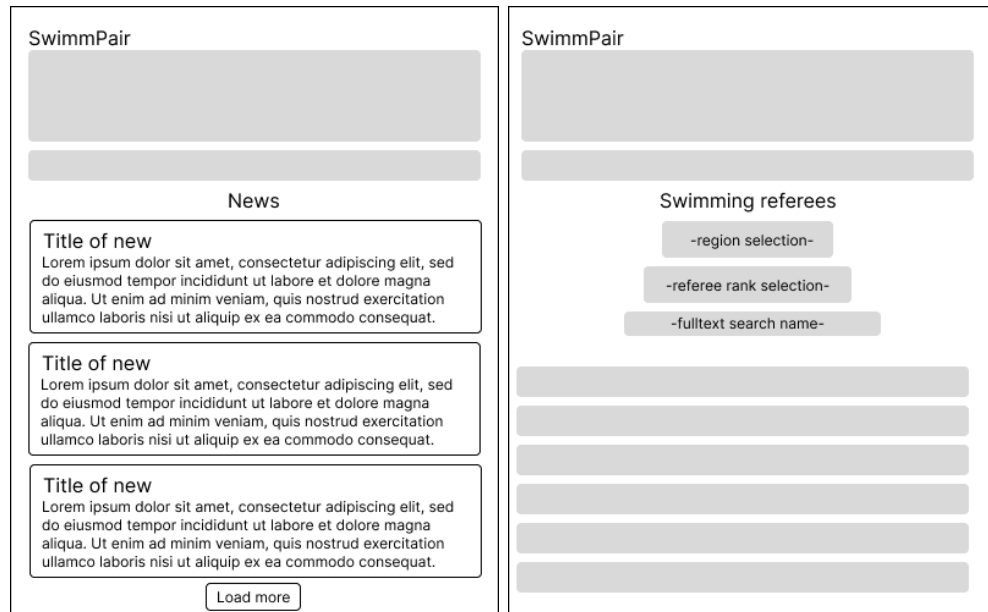 SwimmPair
News
Title of new
Lorem ipsum dolor sit amet, consectetur adipiscing elit, sed
do eiusmod tempor incididunt ut labore et dolore magna
aliqua. Ut enim ad minim veniam, quis nostrud exercitation
ullamco laboris nisi ut aliquip ex ea commodo consequat.
Title of new
Lorem ipsum dolor sit amet, consectetur adipiscing elit, sed
do eiusmod tempor incididunt ut labore et dolore magna
aliqua. Ut enim ad minim veniam, quis nostrud exercitation
ullamco laboris nisi ut aliquip ex ea commodo consequat.
Title of new
Lorem ipsum dolor sit amet, consectetur adipiscing elit, sed
do eiusmod tempor incididunt ut labore et dolore magna
aliqua. Ut enim ad minim veniam, quis nostrud exercitation
ullamco laboris nisi ut aliquip ex ea commodo consequat.
Load more
SwimmPair
Swimming referees
-region selection-
-referee rank selection-
-fulltext search name-